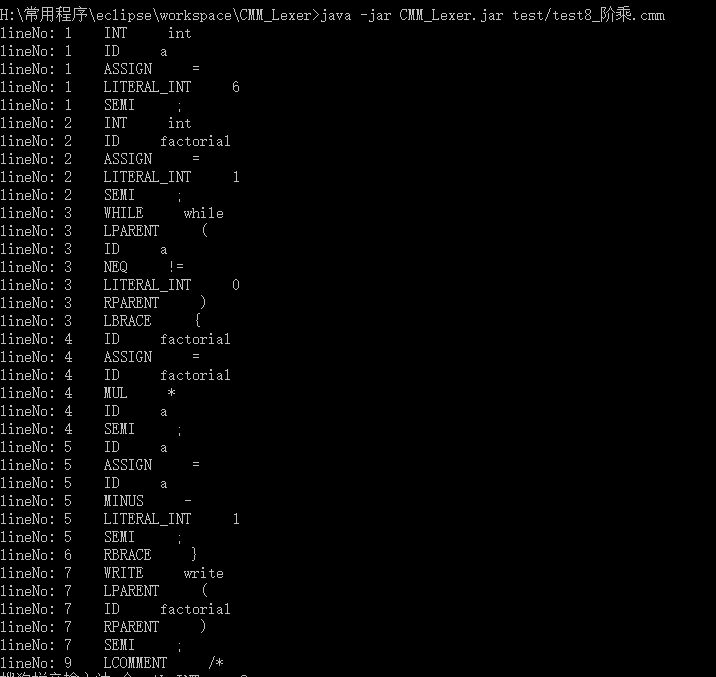 H:\常用程序\eclipse\workspace\CMM_Lexer>java -jar CMM_Lexer.jar test/test8_阶乘.cmm
lineNo: 1    INT     int
lineNo: 1    ID     a
lineNo: 1    ASSIGN     =
lineNo: 1    LITERAL_INT     6
lineNo: 1    SEMI     ;
lineNo: 2    INT     int
lineNo: 2    ID     factorial
lineNo: 2    ASSIGN     =
lineNo: 2    LITERAL_INT     1
lineNo: 2    SEMI     ;
lineNo: 3    WHILE     while
lineNo: 3    LPARENT     (
lineNo: 3    ID     a
lineNo: 3    NEQ     !=
lineNo: 3    LITERAL_INT     0
lineNo: 3    RPARENT     )
lineNo: 3    LBRACE     {
lineNo: 4    ID     factorial
lineNo: 4    ASSIGN     =
lineNo: 4    ID     factorial
lineNo: 4    MUL     *
lineNo: 4    ID     a
lineNo: 4    SEMI     ;
lineNo: 5    ID     a
lineNo: 5    ASSIGN     =
lineNo: 5    ID     a
lineNo: 5    MINUS     -
lineNo: 5    LITERAL_INT     1
lineNo: 5    SEMI     ;
lineNo: 6    RBRACE     }
lineNo: 7    WRITE     write
lineNo: 7    LPARENT     (
lineNo: 7    ID     factorial
lineNo: 7    RPARENT     )
lineNo: 7    SEMI     ;
lineNo: 9    LCOMMENT     /*